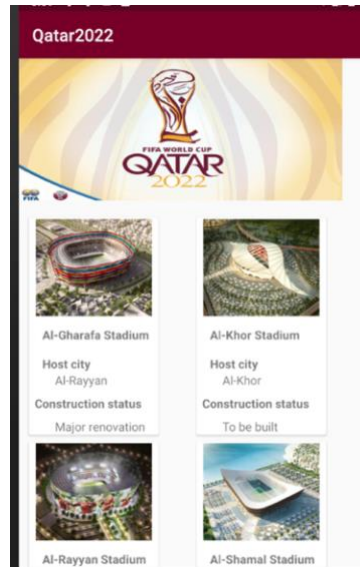 Qatar2022
FIFA WORLD CUP
QATAR
2022
FIFA
Al-Gharafa Stadium
Al-Khor Stadium
Host city
Al-Rayyan
Host city
Al-Khor
Construction status
Major renovation
Construction status
To be built
Al-Rayyan Stadium
Al-Shamal Stadium